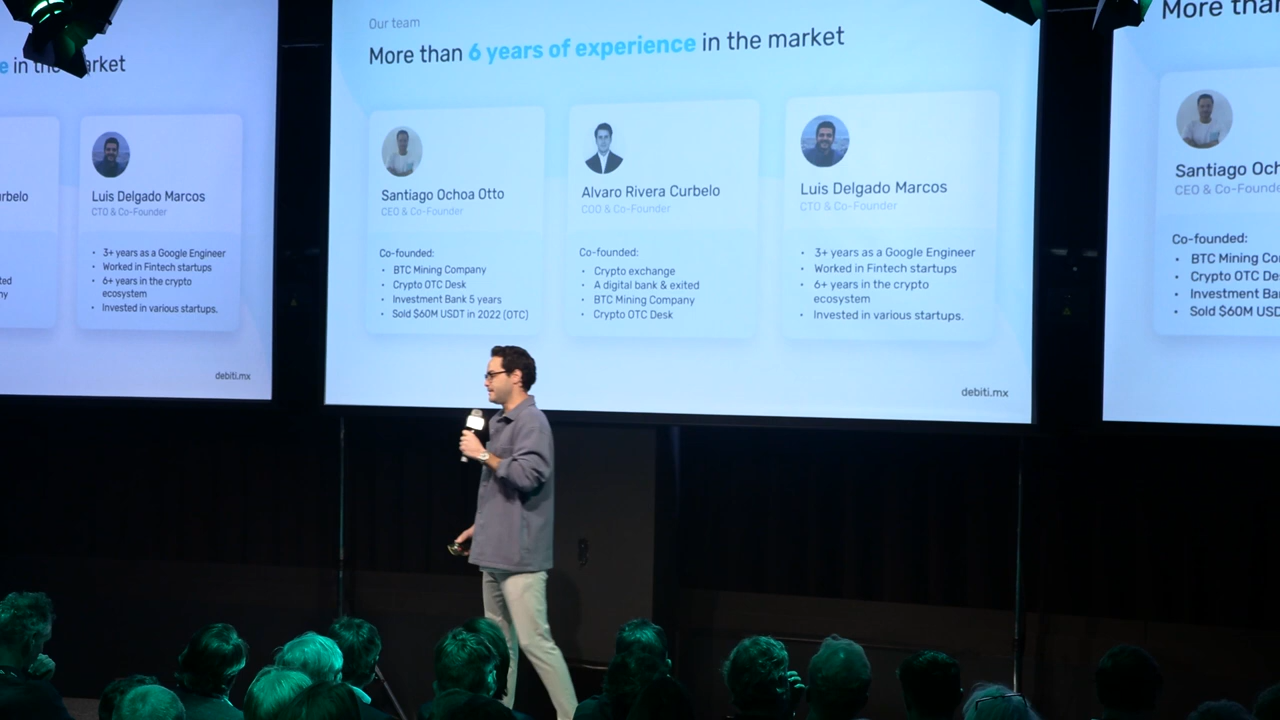 e in the market
rbelo
ted
ny
Luis Delgado Marcos
CTO & Co-Founder
• 3+ years as a Google Engineer
• Worked in Fintech startups
• 6+ years in the crypto
ecosystem
• Invested in various startups.
debiti.mx
Our team
More than 6 years of experience in the market
Santiago Ochoa Otto
CEO & Co-Founder
Co-founded:
• BTC Mining Company
• Crypto OTC Desk
• Investment Bank 5 years
• Sold $60M USDT in 2022 (OTC)
Alvaro Rivera Curbelo
COO & Co-Founder
Co-founded:
• Crypto exchange
• A digital bank & exited
• BTC Mining Company
• Crypto OTC Desk
Luis Delgado Marcos
CTO & Co-Founder
• 3+ years as a Google Engineer
• Worked in Fintech startups
• 6+ years in the crypto
ecosystem
• Invested in various startups.
debiti.mx
More than
Santiago Och
CEO & Co-Founde
Co-founded:
• BTC Mining Co
• Crypto OTC De
• Investment Ba
• Sold $60M USD